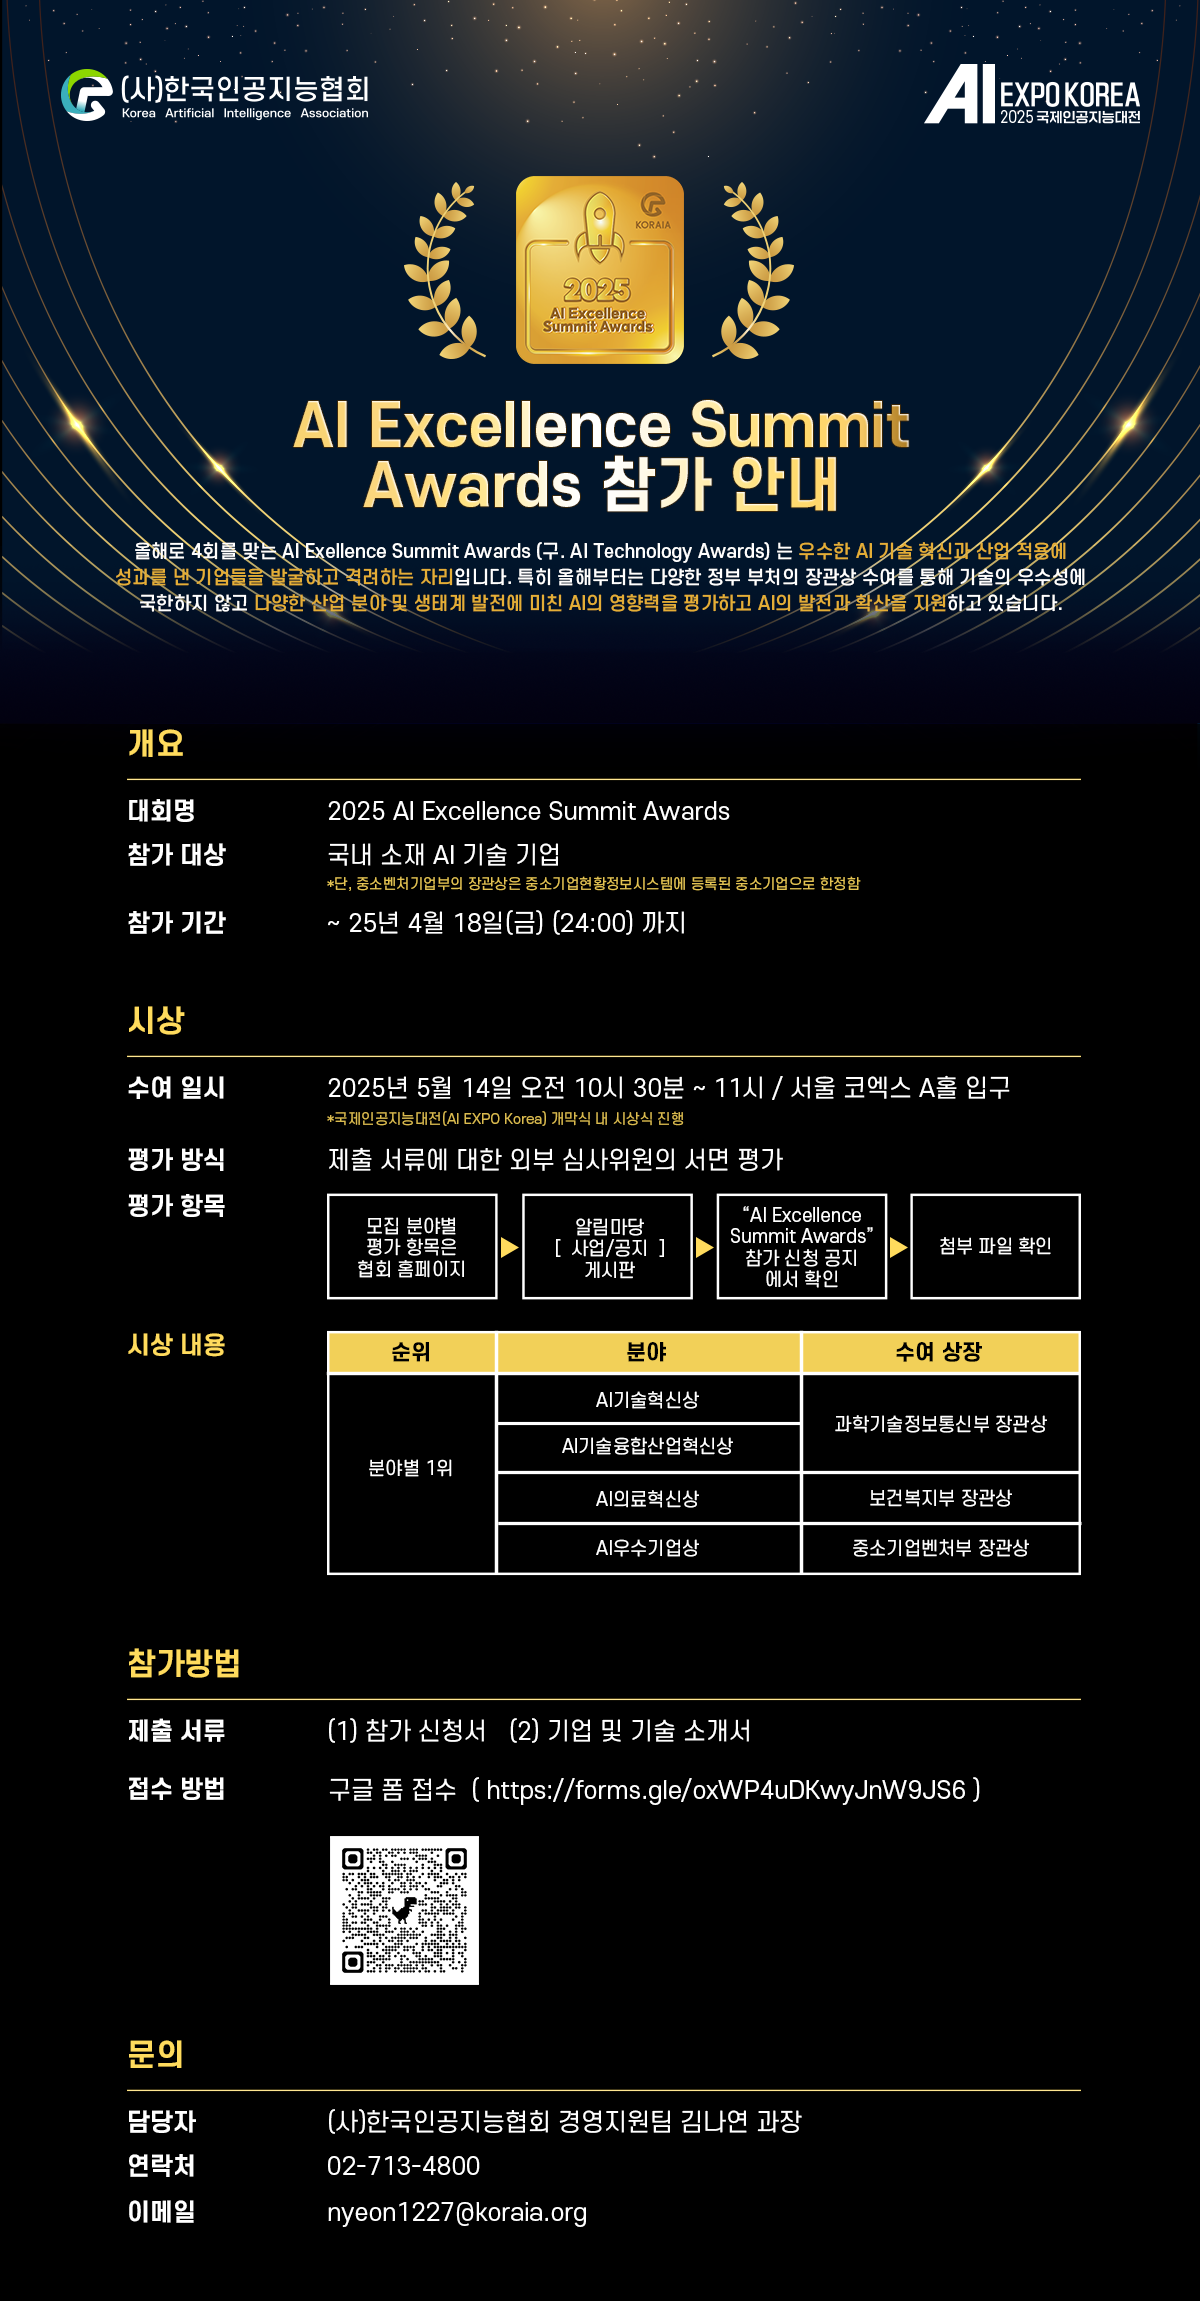 (사)한국인공지능협회
Korea Artificial Intelligence Association
AI EXPO KOREA
2025 국제인공지능대전
KORAIA
2025
AI Excellence
Summit Awards
AI Excellence Summit
Awards 참가 안내
올해로 4회를 맞는 AI Exellence Summit Awards (구. AI Technology Awards) 는 우수한 AI 기술 혁신과 산업 적용에
성과를 낸 기업들을 발굴하고 격려하는 자리입니다. 특히 올해부터는 다양한 정부 부처의 장관상 수여를 통해 기술의 우수성에
국한하지 않고 다양한 산업 분야 및 생태계 발전에 미친 AI의 영향력을 평가하고 AI의 발전과 확산을 지원하고 있습니다.
개요
대회명 2025 AI Excellence Summit Awards
참가 대상 국내 소재 AI 기술 기업
*단, 중소벤처기업부의 장관상은 중소기업현황정보시스템에 등록된 중소기업으로 한정함
참가 기간 ~ 25년 4월 18일(금) (24:00) 까지
시상
수여 일시 2025년 5월 14일 오전 10시 30분 ~ 11시 / 서울 코엑스 A홀 입구
*국제인공지능대전(AI EXPO Korea) 개막식 내 시상식 진행
평가 방식 제출 서류에 대한 외부 심사위원의 서면 평가
평가 항목
모집 분야별
평가 항목은
협회 홈페이지
알림마당
[ 사업/공지 ]
게시판
“AI Excellence
Summit Awards”
참가 신청 공지
에서 확인
첨부 파일 확인
시상 내용
순위 분야 수여 상장
분야별 1위
AI기술혁신상
AI기술융합산업혁신상
과학기술정보통신부 장관상
AI의료혁신상 보건복지부 장관상
AI우수기업상 중소기업벤처부 장관상
참가방법
제출 서류 (1) 참가 신청서 (2) 기업 및 기술 소개서
접수 방법 구글 폼 접수 ( https://forms.gle/oxWP4uDKwyJnW9JS6 )
문의
담당자 (사)한국인공지능협회 경영지원팀 김나연 과장
연락처 02-713-4800
이메일 nyeon1227@koraia.org